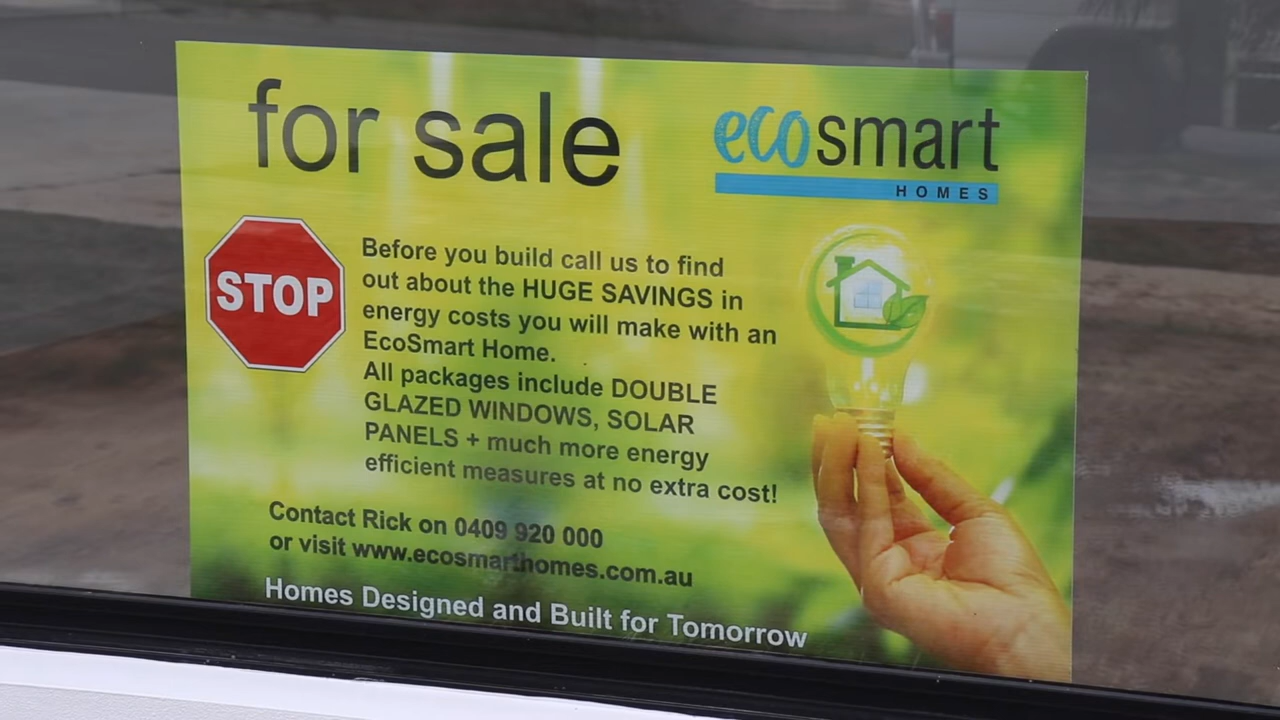 for sale
ecosmart
HOMES
STOP
Before you build call us to find
out about the HUGE SAVINGS in
energy costs you will make with an
EcoSmart Home.
All packages include DOUBLE
GLAZED WINDOWS, SOLAR
PANELS + much more energy
efficient measures at no extra cost!
Contact Rick on 0409 920 000
or visit www.ecosmarthomes.com.au
Homes Designed and Built for Tomorrow